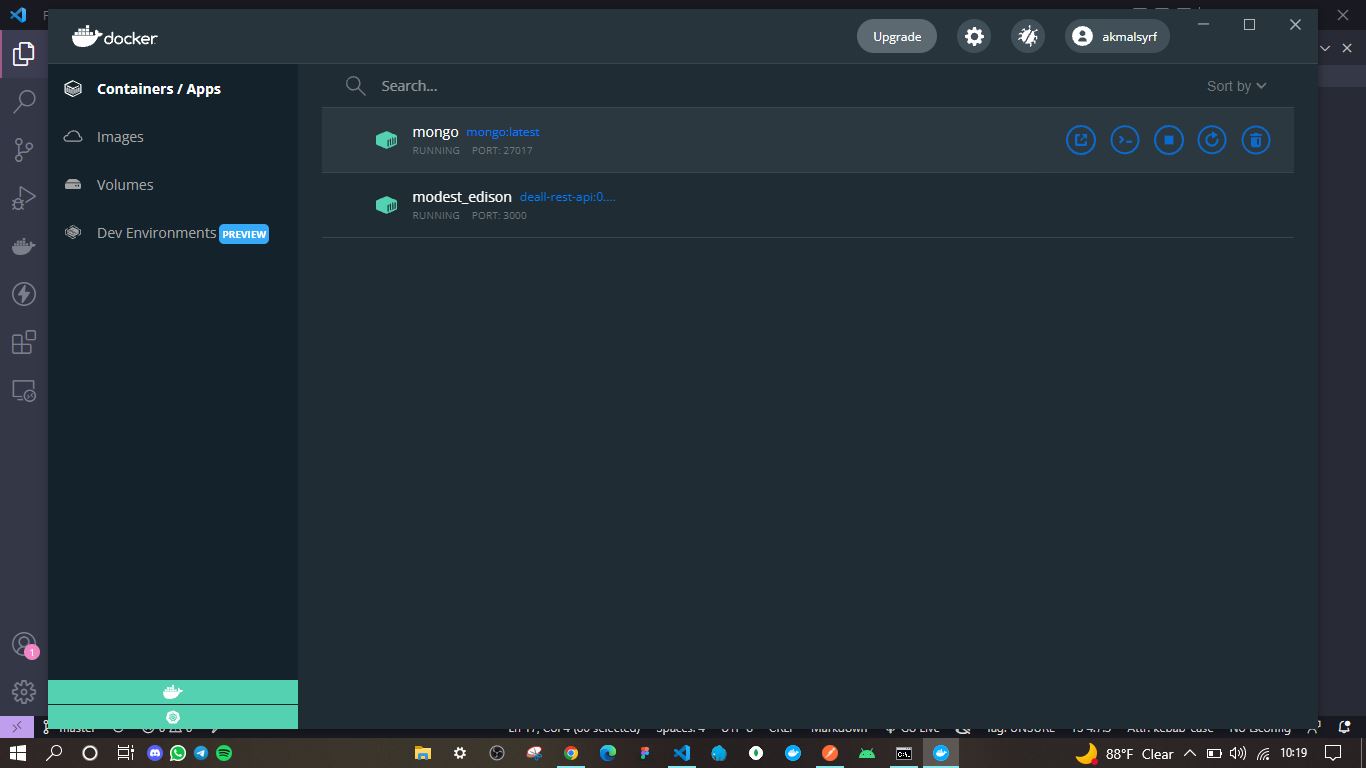 docker
Upgrade
akmalsyrf
Containers / Apps
Images
Volumes
Dev Environments PREVIEW
Search...
Sort by
mongo mongo:latest
RUNNING PORT: 27017
modest_edison deall-rest-api:0....
RUNNING PORT: 3000
1
88°F Clear
10:19